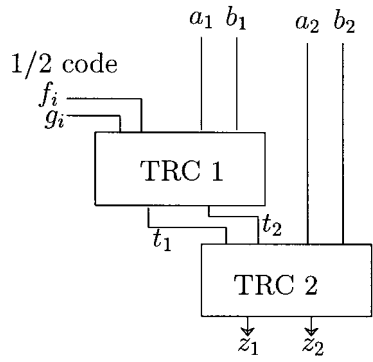 a₁ b₁ a₂ b₂
1/2 code
fᵢ
gᵢ
TRC 1
t₁ t₂
TRC 2
z₁ z₂